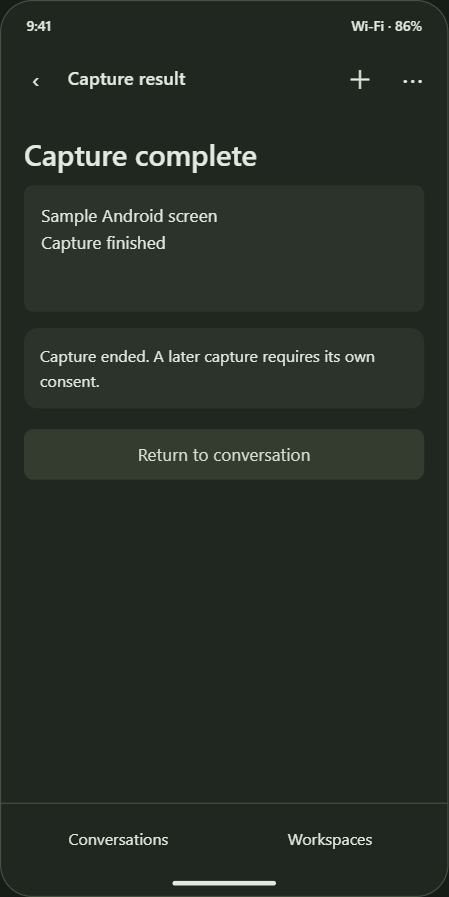 9:41
Wi-Fi · 86%
‹ Capture result + ...
Capture complete
Sample Android screen
Capture finished
Capture ended. A later capture requires its own
consent.
Return to conversation
Conversations
Workspaces